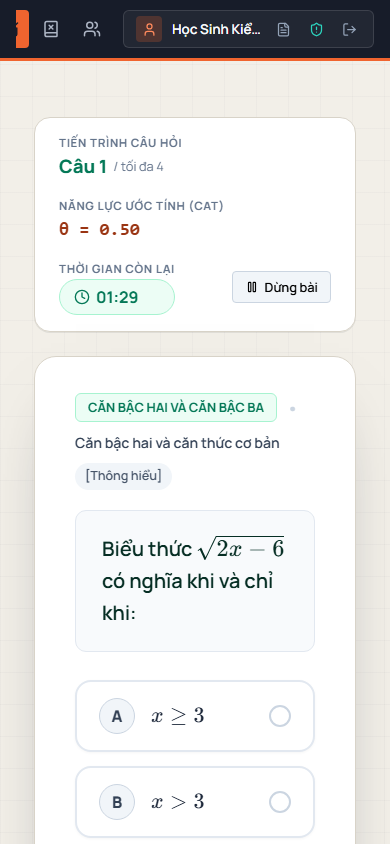 Học Sinh Kiể...
TIẾN TRÌNH CÂU HỎI
Câu 1 / tối đa 4
NĂNG LỰC ƯỚC TÍNH (CAT)
θ = 0.50
THỜI GIAN CÒN LẠI
01:29
Dừng bài
CĂN BẬC HAI VÀ CĂN BẬC BA
Căn bậc hai và căn thức cơ bản
[Thông hiểu]
Biểu thức √(2x − 6)
có nghĩa khi và chỉ
khi:
A x ≥ 3
B x > 3